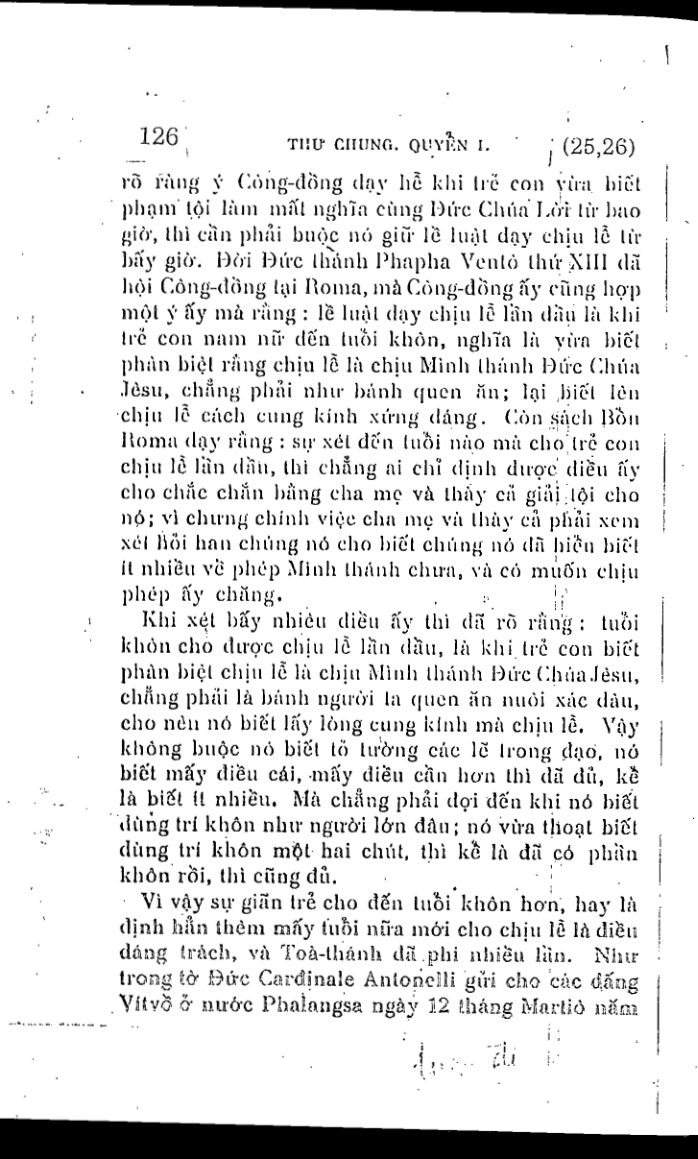 126 THƯ CHUNG. QUYỂN I. (25,26)
rõ ràng ý Công-đồng dạy hễ khi trẻ con vừa biết
phạm tội làm mất nghĩa cùng Đức Chúa Lời từ bao
giờ, thì cần phải buộc nó giữ lề luật dạy chịu lễ từ
bấy giờ. Đời Đức thánh Phapha Ventô thứ XIII đã
hội Công-đồng tại Roma, mà Công-đồng ấy cũng hợp
một ý ấy mà rằng : lề luật dạy chịu lễ lần đầu là khi
trẻ con nam nữ đến tuổi khôn, nghĩa là vừa biết
phân biệt rằng chịu lễ là chịu Mình thánh Đức Chúa
Jêsu, chẳng phải như bánh quen ăn; lại biết lên
chịu lễ cách cung kính xứng đáng. Còn sách Bổn
Roma dạy rằng : sự xét đến tuổi nào mà cho trẻ con
chịu lễ lần đầu, thì chẳng ai chỉ định được điều ấy
cho chắc chắn bằng cha mẹ và thầy cả giải tội cho
nó; vì chưng chính việc cha mẹ và thầy cả phải xem
xét hỏi han chúng nó cho biết chúng nó đã hiểu biết
ít nhiều về phép Mình thánh chưa, và có muốn chịu
phép ấy chăng.
Khi xét bấy nhiêu điều ấy thì đã rõ rằng : tuổi
khôn cho được chịu lễ lần đầu, là khi trẻ con biết
phân biệt chịu lễ là chịu Mình thánh Đức Chúa Jêsu,
chẳng phải là bánh người ta quen ăn nuôi xác đâu,
cho nên nó biết lấy lòng cung kính mà chịu lễ. Vậy
không buộc nó biết tỏ tường các lẽ trong đạo, nó
biết mấy điều cái, mấy điều cần hơn thì đã đủ, kể
là biết ít nhiều. Mà chẳng phải đợi đến khi nó biết
dùng trí khôn như người lớn đâu; nó vừa thoạt biết
dùng trí khôn một hai chút, thì kể là đã có phần
khôn rồi, thì cũng đủ.
Vì vậy sự giãn trẻ cho đến tuổi khôn hơn, hay là
định hẳn thêm mấy tuổi nữa mới cho chịu lễ là điều
đáng trách, và Toà-thánh đã phi nhiều lần. Như
trong tờ Đức Cardinale Antonelli gửi cho các đấng
Vítvồ ở nước Phalangsa ngày 12 tháng Martiô năm